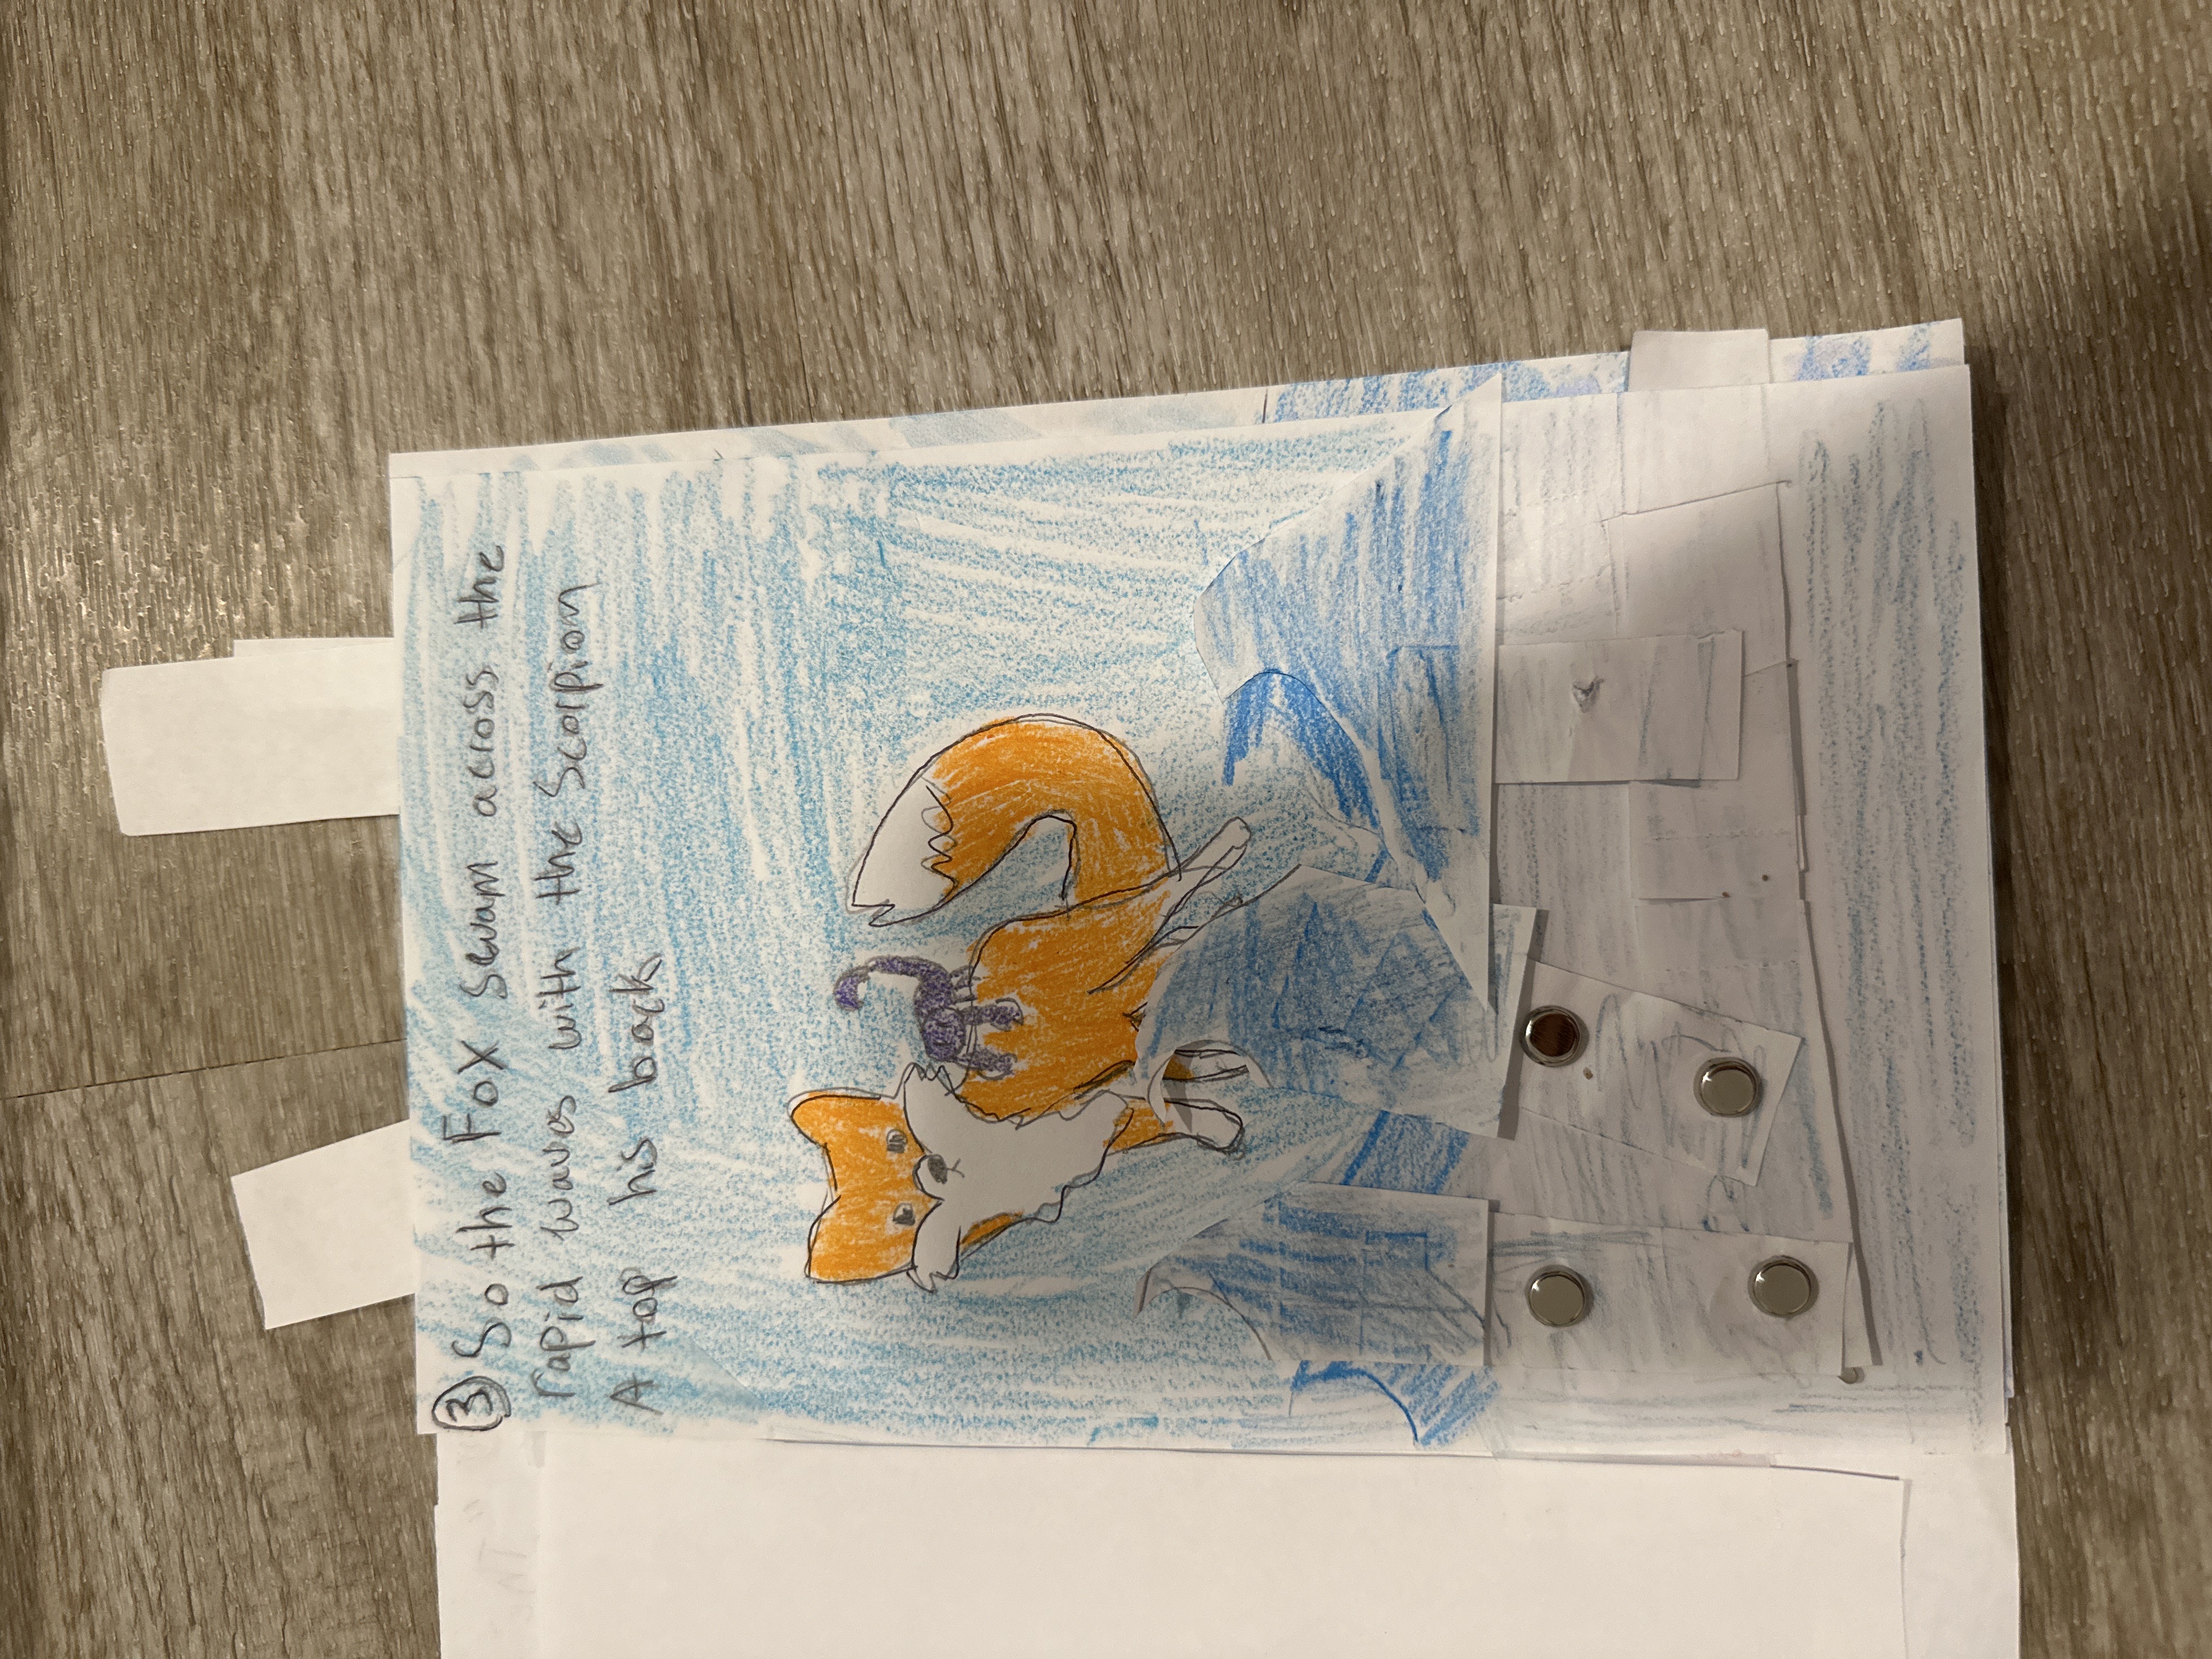 ③ So the Fox swam across the
rapid waves with the Scorpion
A top his back